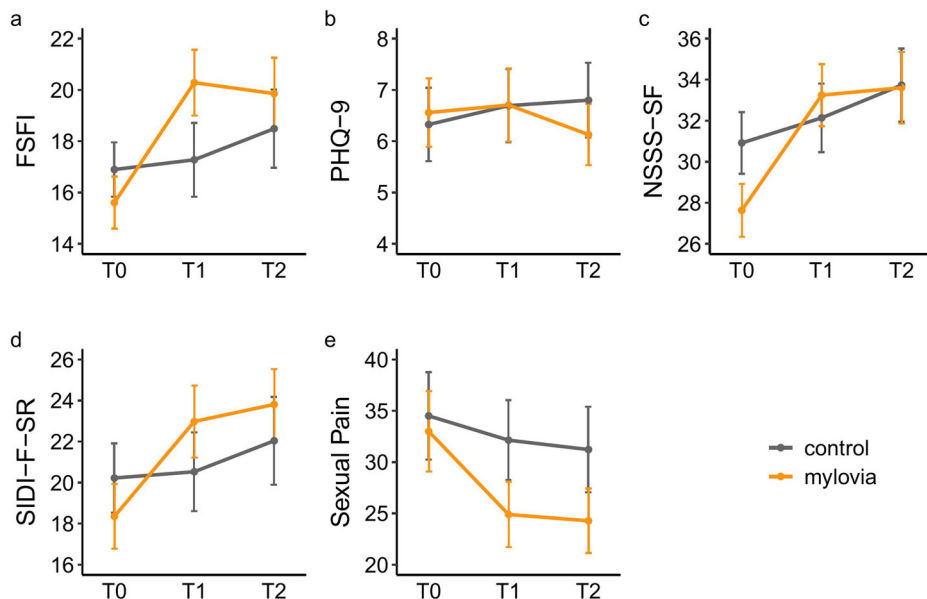 a
FSFI
22
20
18
16
14
T0 T1 T2
b
PHQ−9
8
7
6
5
4
T0 T1 T2
c
NSSS−SF
36
34
32
30
28
26
T0 T1 T2
d
SIDI−F−SR
26
24
22
20
18
16
T0 T1 T2
e
Sexual Pain
40
35
30
25
20
T0 T1 T2
control
mylovia